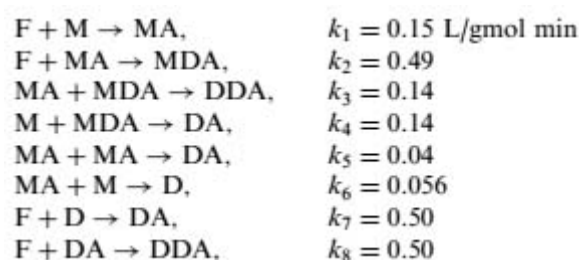 F + M → MA, k₁ = 0.15 L/gmol min
F + MA → MDA, k₂ = 0.49
MA + MDA → DDA, k₃ = 0.14
M + MDA → DA, k₄ = 0.14
MA + MA → DA, k₅ = 0.04
MA + M → D, k₆ = 0.056
F + D → DA, k₇ = 0.50
F + DA → DDA, k₈ = 0.50